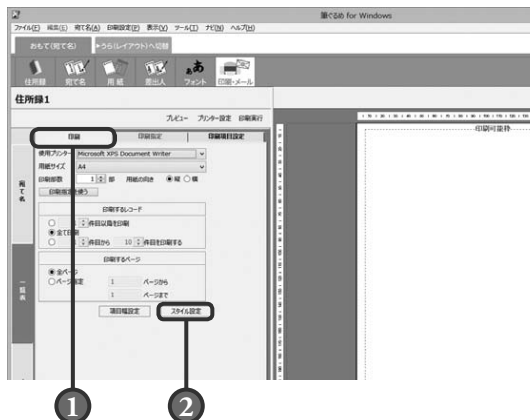 筆ぐるめ for Windows
ファイル(F) 編集(E) 宛て名(A) 印刷設定(P) 表示(V) ツール(T) ナビ(N) ヘルプ(H)
おもて(宛て名) ▶うら(レイアウト)へ切替
住所録 宛て名 用紙 差出人 フォント 印刷・メール
住所録1
プレビュー プリンター設定 印刷実行
印刷 印刷指定 印刷項目設定
印刷可能枠
使用プリンター Microsoft XPS Document Writer
用紙サイズ A4
印刷部数 1 部 用紙の向き 縦 横
印刷指定を使う
宛て名
印刷するレコード
件目以降を印刷
全て印刷
件目から 10 件目を印刷する
印刷するページ
全ページ
ページ指定 1 ページから
1 ページまで
一覧表
項目幅設定 スタイル設定
1 2